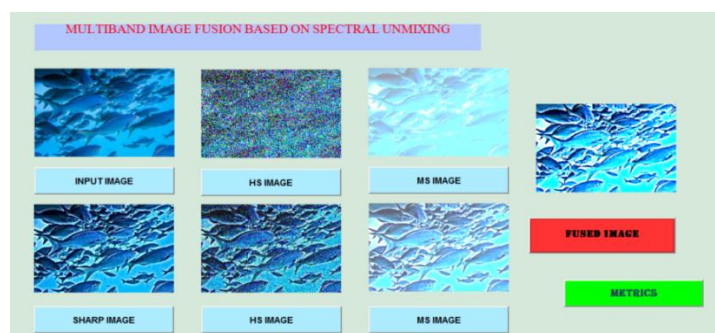 MULTIBAND IMAGE FUSION BASED ON SPECTRAL UNMIXING
INPUT IMAGE
HS IMAGE
MS IMAGE
FUSED IMAGE
METRICS
SHARP IMAGE
HS IMAGE
MS IMAGE